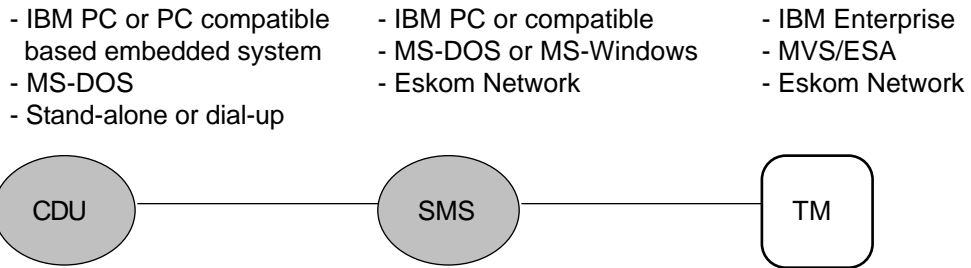 - IBM PC or PC compatible
based embedded system
- MS-DOS
- Stand-alone or dial-up
- IBM PC or compatible
- MS-DOS or MS-Windows
- Eskom Network
- IBM Enterprise
- MVS/ESA
- Eskom Network
CDU
SMS
TM